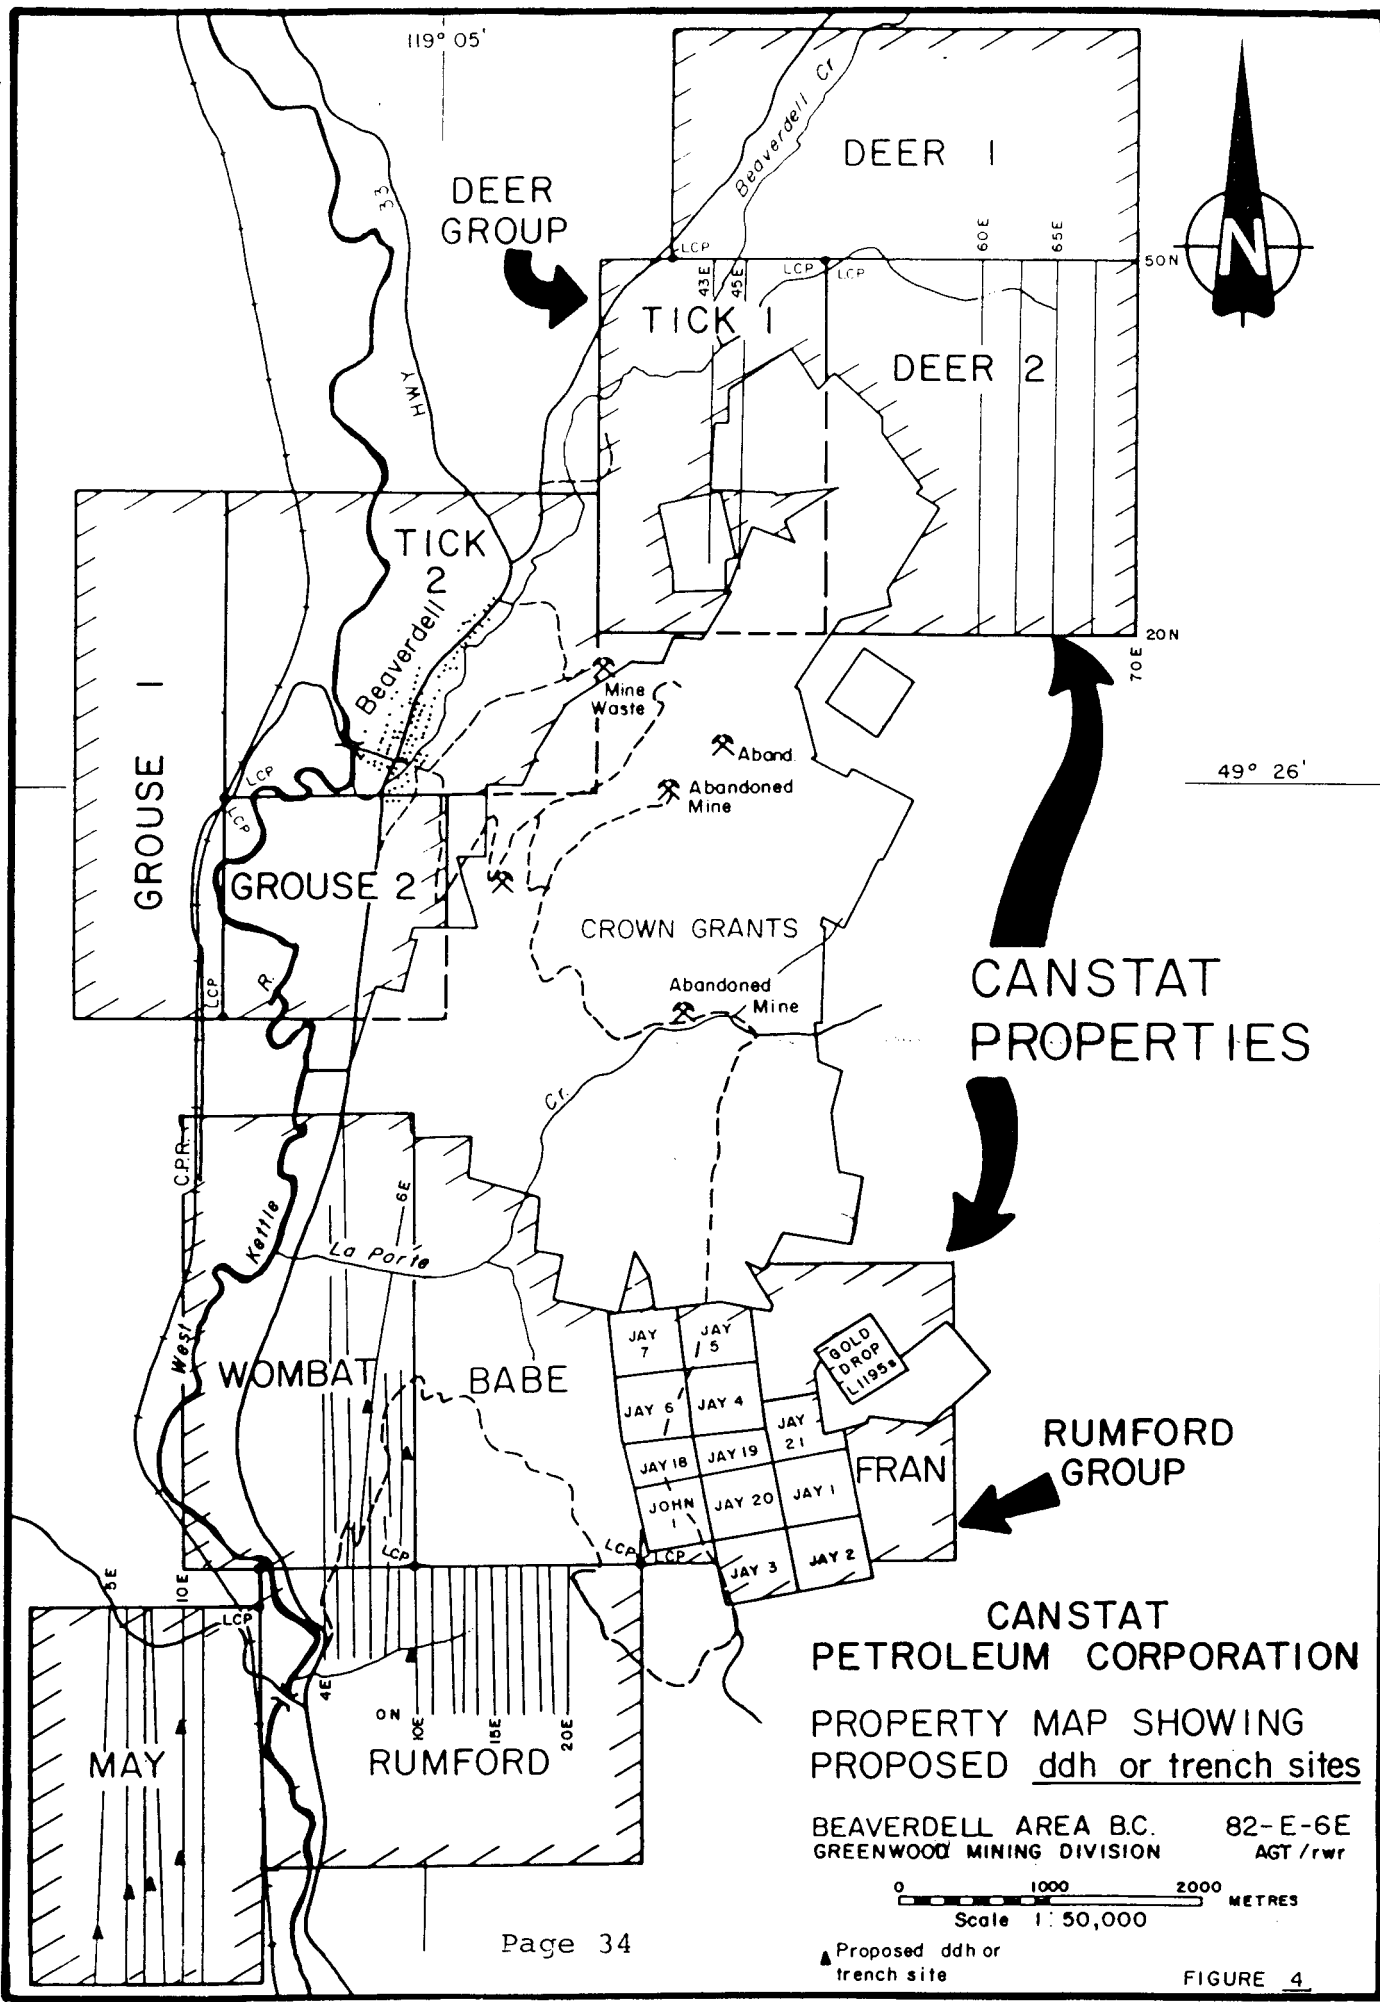 119° 05'
Beaverdell Cr
DEER 1
DEER
GROUP
33
HWY
LCP
LCP
LCP
43E
45E
60E
65E
50N
N
TICK 1
DEER 2
TICK
2
Beaverdell
20N
70E
Mine
Waste
Aband.
Abandoned
Mine
49° 26'
GROUSE 1
LCP
LCP
GROUSE 2
LCP
R.
CROWN GRANTS
Abandoned
Mine
CANSTAT
PROPERTIES
Cr.
C.P.R.
6E
West Kettle
La Porte
WOMBAT
BABE
JAY
7
JAY
5
GOLD
DROP
L1195s
JAY 6
JAY 4
JAY
21
JAY 18
JAY 19
FRAN
JOHN
1
JAY 20
JAY 1
JAY 3
JAY 2
RUMFORD
GROUP
LCP
LCP
LCP
5E
10E
LCP
4E
ON
10E
15E
20E
MAY
RUMFORD
CANSTAT
PETROLEUM CORPORATION
PROPERTY MAP SHOWING
PROPOSED ddh or trench sites
BEAVERDELL AREA B.C. 82-E-6E
GREENWOOD MINING DIVISION AGT/rwr
0 1000 2000 METRES
Scale 1:50,000
Page 34
Proposed ddh or
trench site
FIGURE 4